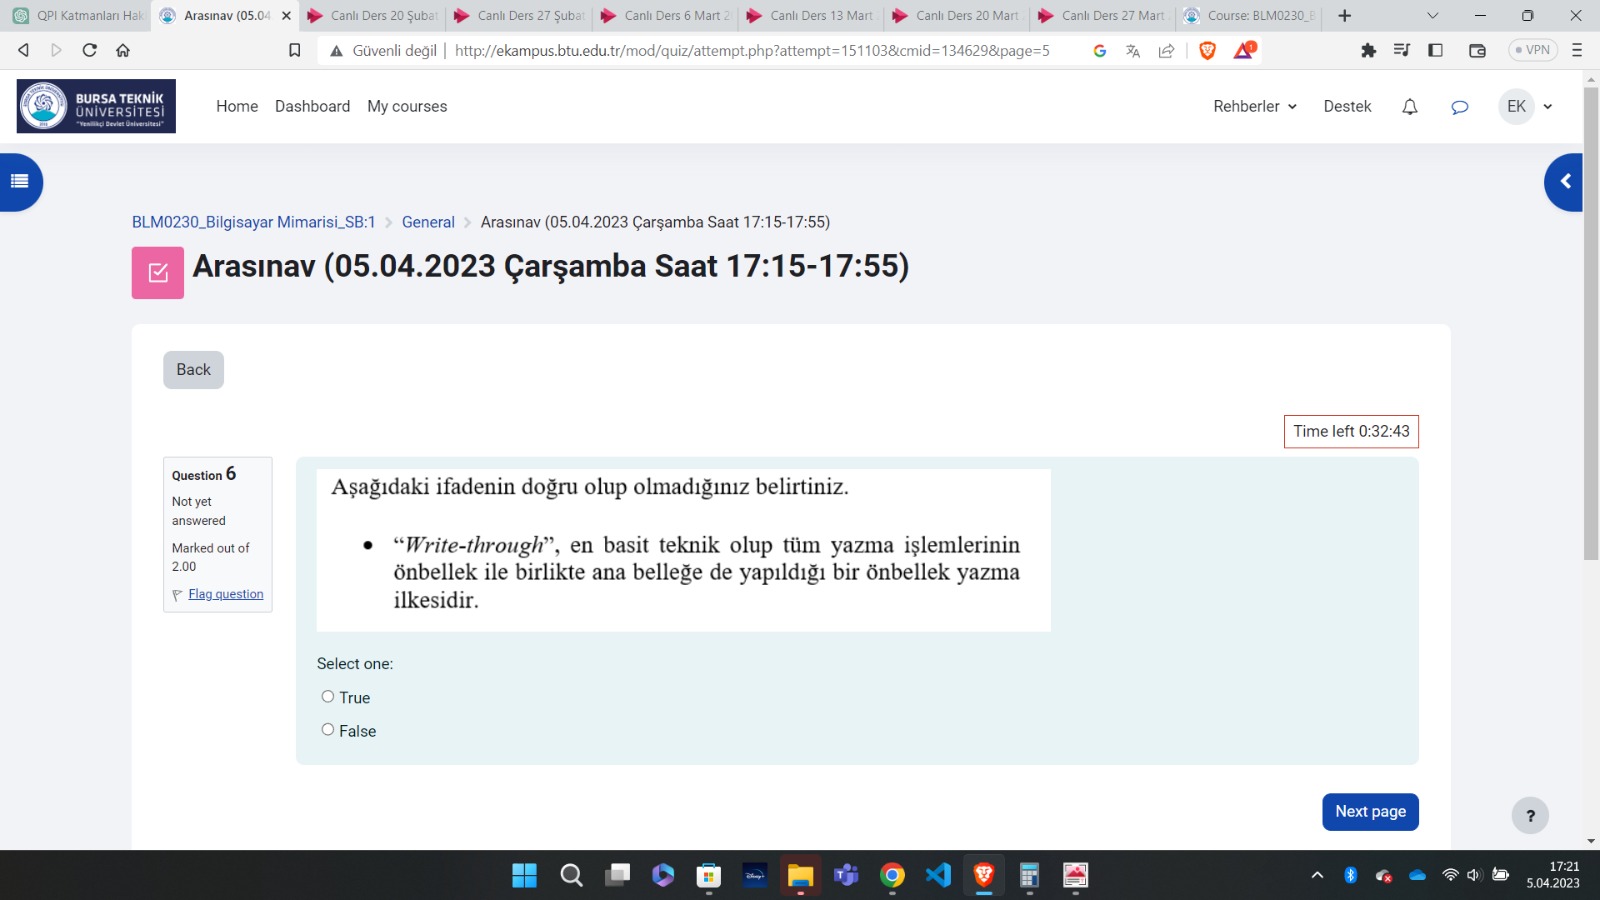 QPI Katmanları Hak
Arasınav (05.04
Canlı Ders 20 Şubat
Canlı Ders 27 Şubat
Canlı Ders 6 Mart 2
Canlı Ders 13 Mart
Canlı Ders 20 Mart
Canlı Ders 27 Mart
Course: BLM0230_B
Güvenli değil
http://ekampus.btu.edu.tr/mod/quiz/attempt.php?attempt=151103&cmid=134629&page=5
1
VPN
BURSA TEKNİK
ÜNİVERSİTESİ
"Yenilikçi Devlet Üniversitesi"
Home
Dashboard
My courses
Rehberler
Destek
EK
BLM0230_Bilgisayar Mimarisi_SB:1
General
Arasınav (05.04.2023 Çarşamba Saat 17:15-17:55)
Arasınav (05.04.2023 Çarşamba Saat 17:15-17:55)
Back
Time left 0:32:43
Question 6
Not yet
answered
Marked out of
2.00
Flag question
Aşağıdaki ifadenin doğru olup olmadığınız belirtiniz.
• “Write-through”, en basit teknik olup tüm yazma işlemlerinin
önbellek ile birlikte ana belleğe de yapıldığı bir önbellek yazma
ilkesidir.
Select one:
True
False
Next page
?
17:21
5.04.2023